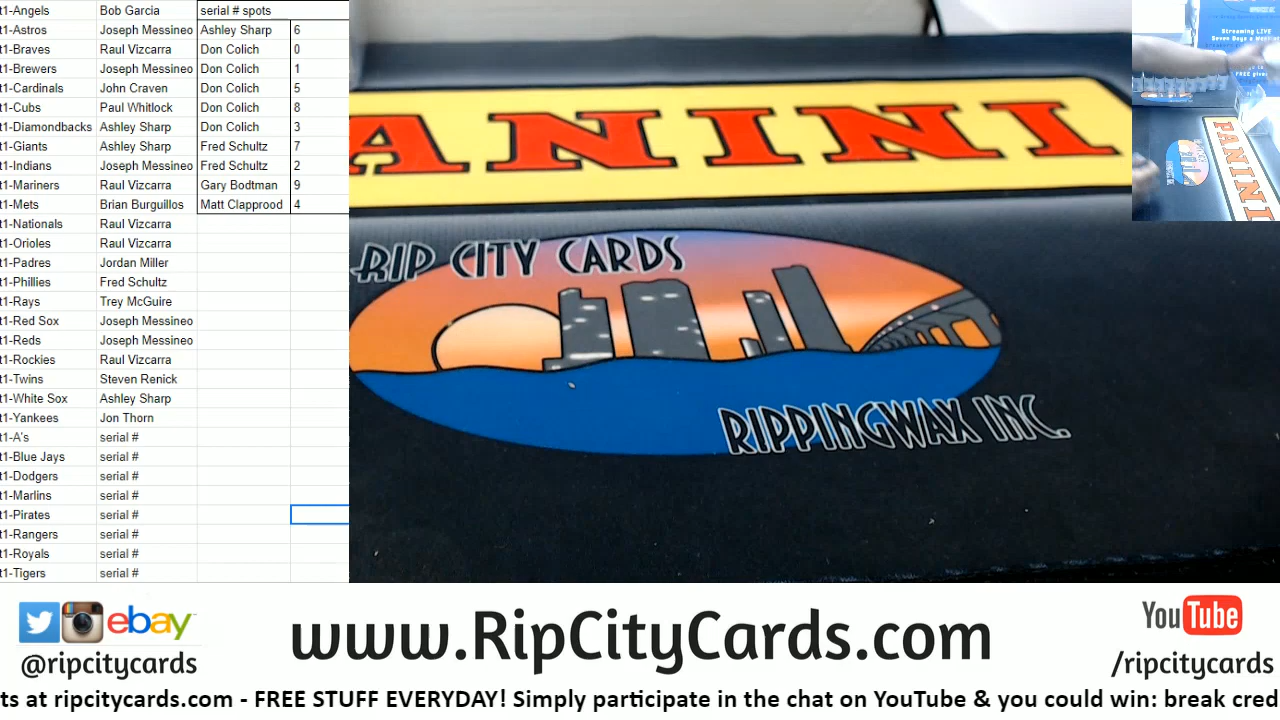 t1-Angels Bob Garcia serial # spots
t1-Astros Joseph Messineo Ashley Sharp 6
t1-Braves Raul Vizcarra Don Colich 0
t1-Brewers Joseph Messineo Don Colich 1
t1-Cardinals John Craven Don Colich 5
t1-Cubs Paul Whitlock Don Colich 8
t1-Diamondbacks Ashley Sharp Don Colich 3
t1-Giants Ashley Sharp Fred Schultz 7
t1-Indians Joseph Messineo Fred Schultz 2
t1-Mariners Raul Vizcarra Gary Bodtman 9
t1-Mets Brian Burguillos Matt Clapprood 4
t1-Nationals Raul Vizcarra
t1-Orioles Raul Vizcarra
t1-Padres Jordan Miller
t1-Phillies Fred Schultz
t1-Rays Trey McGuire
t1-Red Sox Joseph Messineo
t1-Reds Joseph Messineo
t1-Rockies Raul Vizcarra
t1-Twins Steven Renick
t1-White Sox Ashley Sharp
t1-Yankees Jon Thorn
t1-A's serial #
t1-Blue Jays serial #
t1-Dodgers serial #
t1-Marlins serial #
t1-Pirates serial #
t1-Rangers serial #
t1-Royals serial #
t1-Tigers serial #
ANINI
RIP CITY CARDS
RIPPINGWAX INC.
Streaming LIVE
Seven Days a Week
FREE
PANINI
ebay
@ripcitycards
www.RipCityCards.com
YouTube
/ripcitycards
ts at ripcitycards.com - FREE STUFF EVERYDAY! Simply participate in the chat on YouTube & you could win: break cred